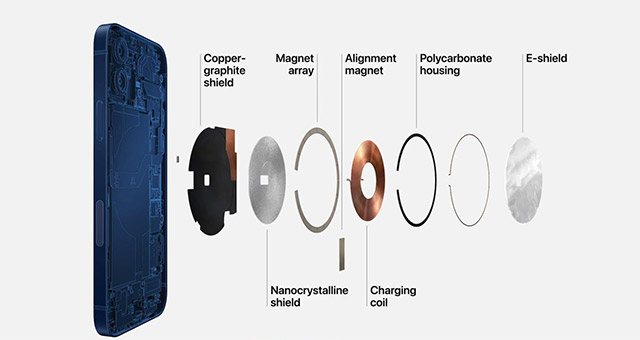 Copper-
graphite
shield
Magnet
array
Alignment
magnet
Polycarbonate
housing
E-shield
Nanocrystalline
shield
Charging
coil